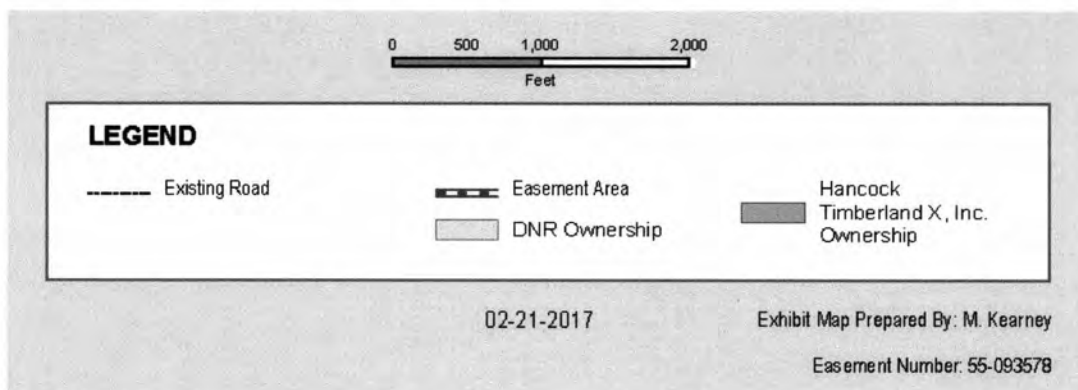 0 500 1,000 2,000
Feet
LEGEND
Existing Road
Easement Area
DNR Ownership
Hancock
Timberland X, Inc.
Ownership
02-21-2017
Exhibit Map Prepared By: M. Kearney
Easement Number: 55-093578